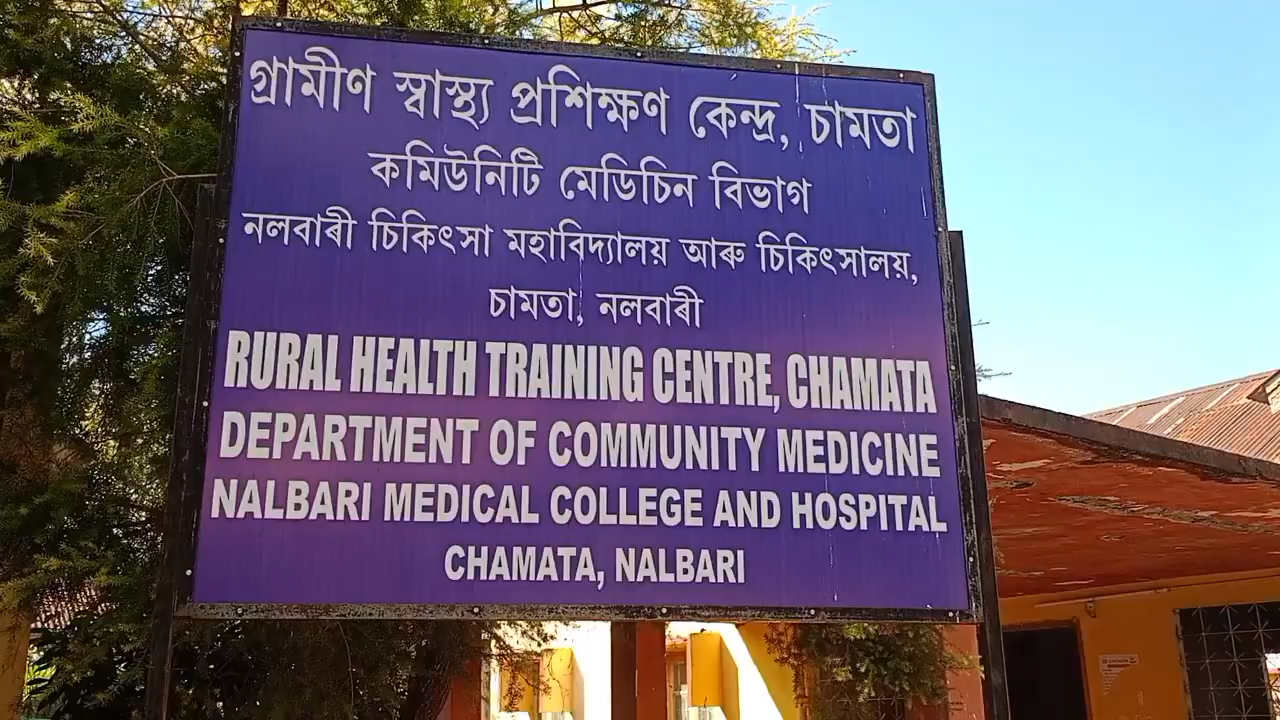 গ্ৰামীণ স্বাস্থ্য প্ৰশিক্ষণ কেন্দ্ৰ, চামতা
কমিউনিটি মেডিচিন বিভাগ
নলবাৰী চিকিৎসা মহাবিদ্যালয় আৰু চিকিৎসালয়,
চামতা, নলবাৰী
RURAL HEALTH TRAINING CENTRE, CHAMATA
DEPARTMENT OF COMMUNITY MEDICINE
NALBARI MEDICAL COLLEGE AND HOSPITAL
CHAMATA, NALBARI